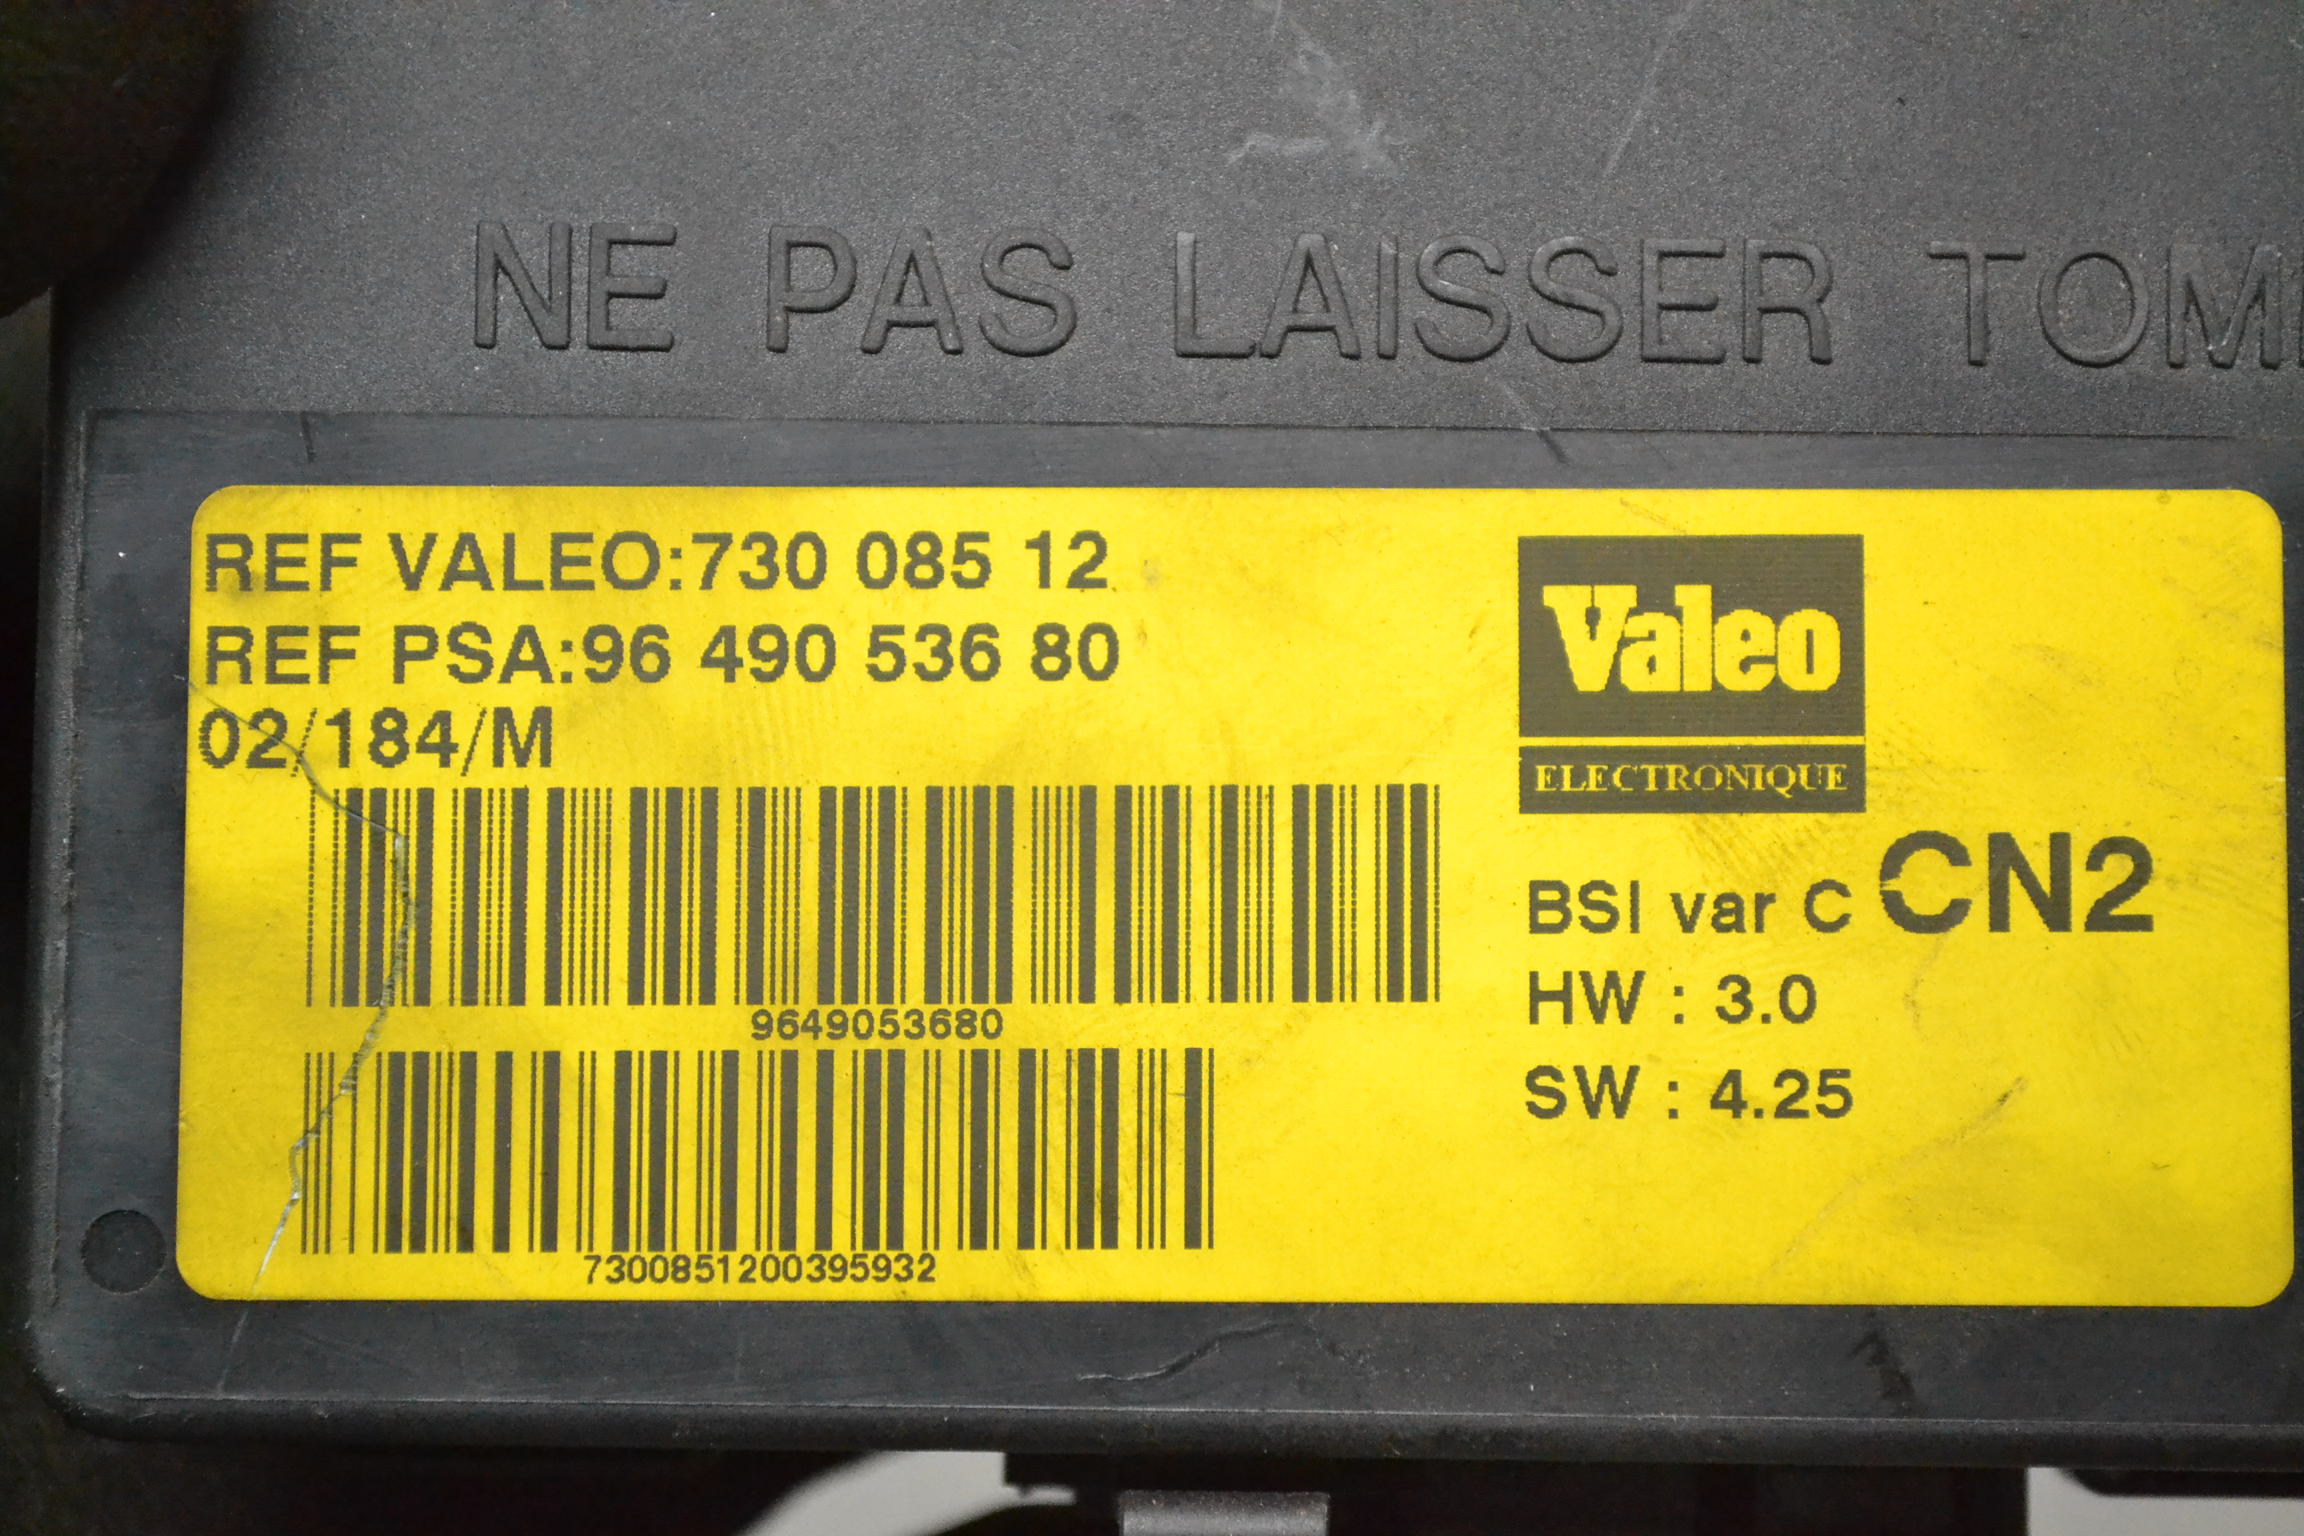 NE PAS LAISSER TOM
REF VALEO:730 085 12
REF PSA:96 490 536 80
02/184/M
9649053680
7300851200395932
Valeo
ELECTRONIQUE
BSI var C CN2
HW : 3.0
SW : 4.25